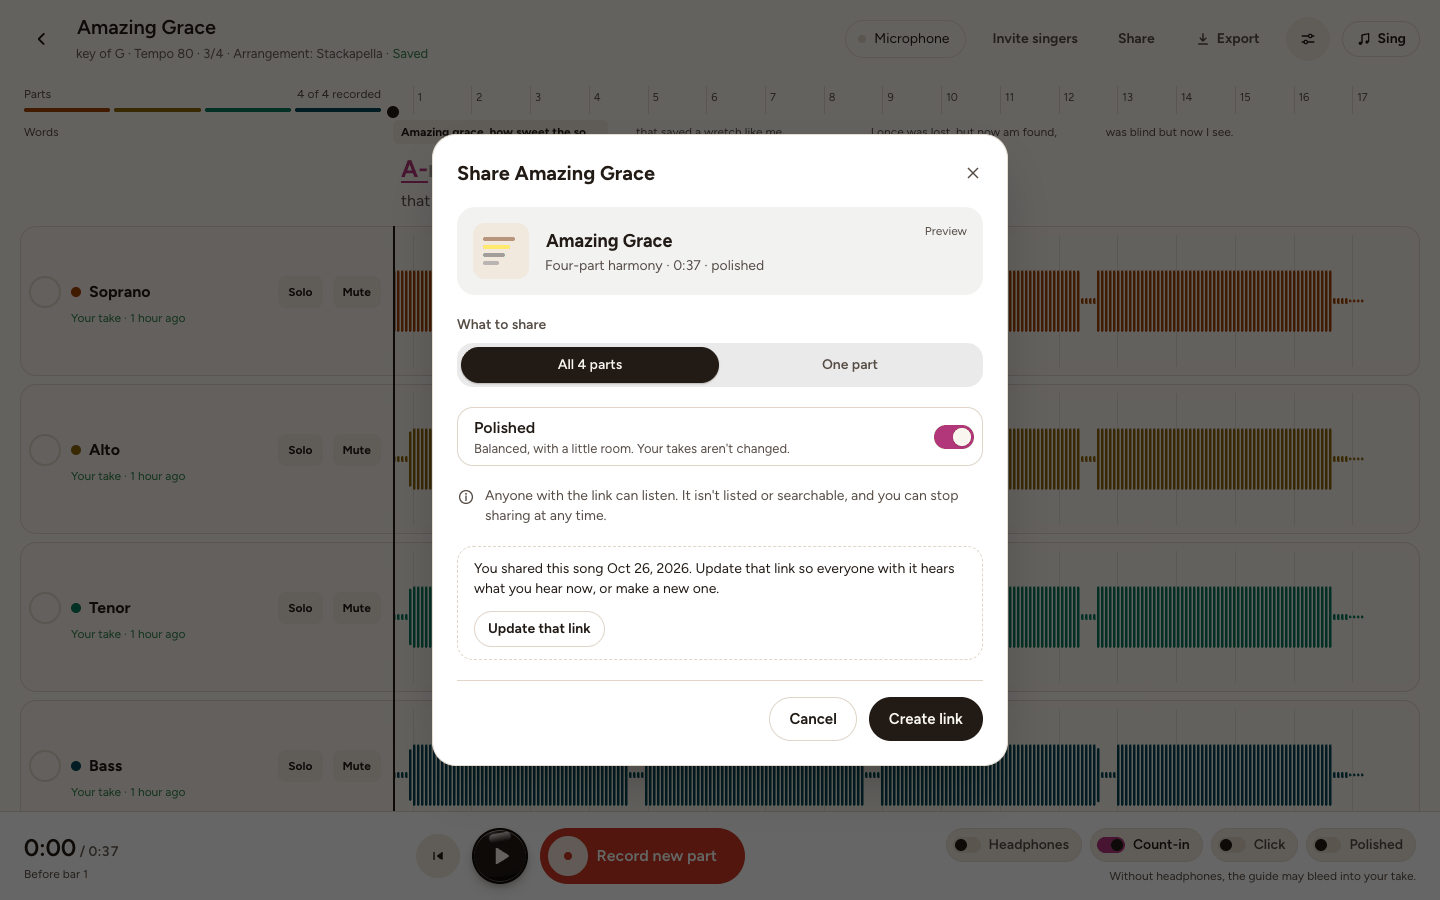 Amazing Grace
key of G · Tempo 80 · 3/4 · Arrangement: Stackapella · Saved
Microphone
Invite singers
Share
Export
Sing
Parts
4 of 4 recorded
1 2 3 4 5 6 7 8 9 10 11 12 13 14 15 16 17
Words
Amazing grace, how sweet the so
that saved a wretch like me
I once was lost, but now am found,
was blind but now I see.
A-
that
Share Amazing Grace
Amazing Grace
Four-part harmony · 0:37 · polished
Preview
What to share
All 4 parts
One part
Polished
Balanced, with a little room. Your takes aren't changed.
Anyone with the link can listen. It isn't listed or searchable, and you can stop
sharing at any time.
You shared this song Oct 26, 2026. Update that link so everyone with it hears
what you hear now, or make a new one.
Update that link
Cancel
Create link
Soprano
Solo
Mute
Your take · 1 hour ago
Alto
Solo
Mute
Your take · 1 hour ago
Tenor
Solo
Mute
Your take · 1 hour ago
Bass
Solo
Mute
Your take · 1 hour ago
0:00 / 0:37
Before bar 1
Record new part
Headphones
Count-in
Click
Polished
Without headphones, the guide may bleed into your take.